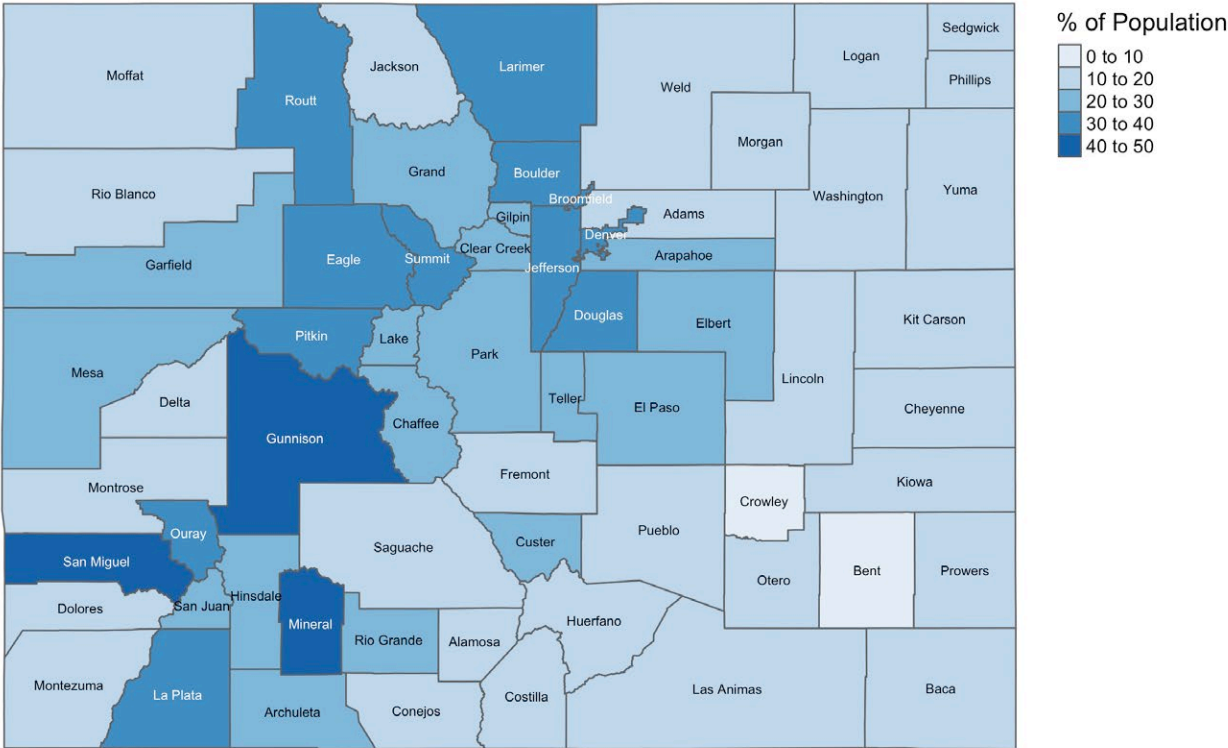 % of Population
0 to 10
10 to 20
20 to 30
30 to 40
40 to 50
Sedgwick
Logan
Larimer
Jackson
Moffat
Phillips
Weld
Routt
Morgan
Grand
Boulder
Rio Blanco
Yuma
Washington
Broomfield
Adams
Gilpin
Denver
Clear Creek
Arapahoe
Eagle
Summit
Garfield
Jefferson
Douglas
Kit Carson
Elbert
Pitkin
Lake
Park
Mesa
Lincoln
Teller
Delta
El Paso
Cheyenne
Chaffee
Gunnison
Fremont
Kiowa
Montrose
Crowley
Pueblo
Ouray
Custer
Saguache
San Miguel
Bent
Prowers
Otero
Hinsdale
San Juan
Dolores
Mineral
Huerfano
Rio Grande
Alamosa
Montezuma
La Plata
Las Animas
Baca
Costilla
Archuleta
Conejos